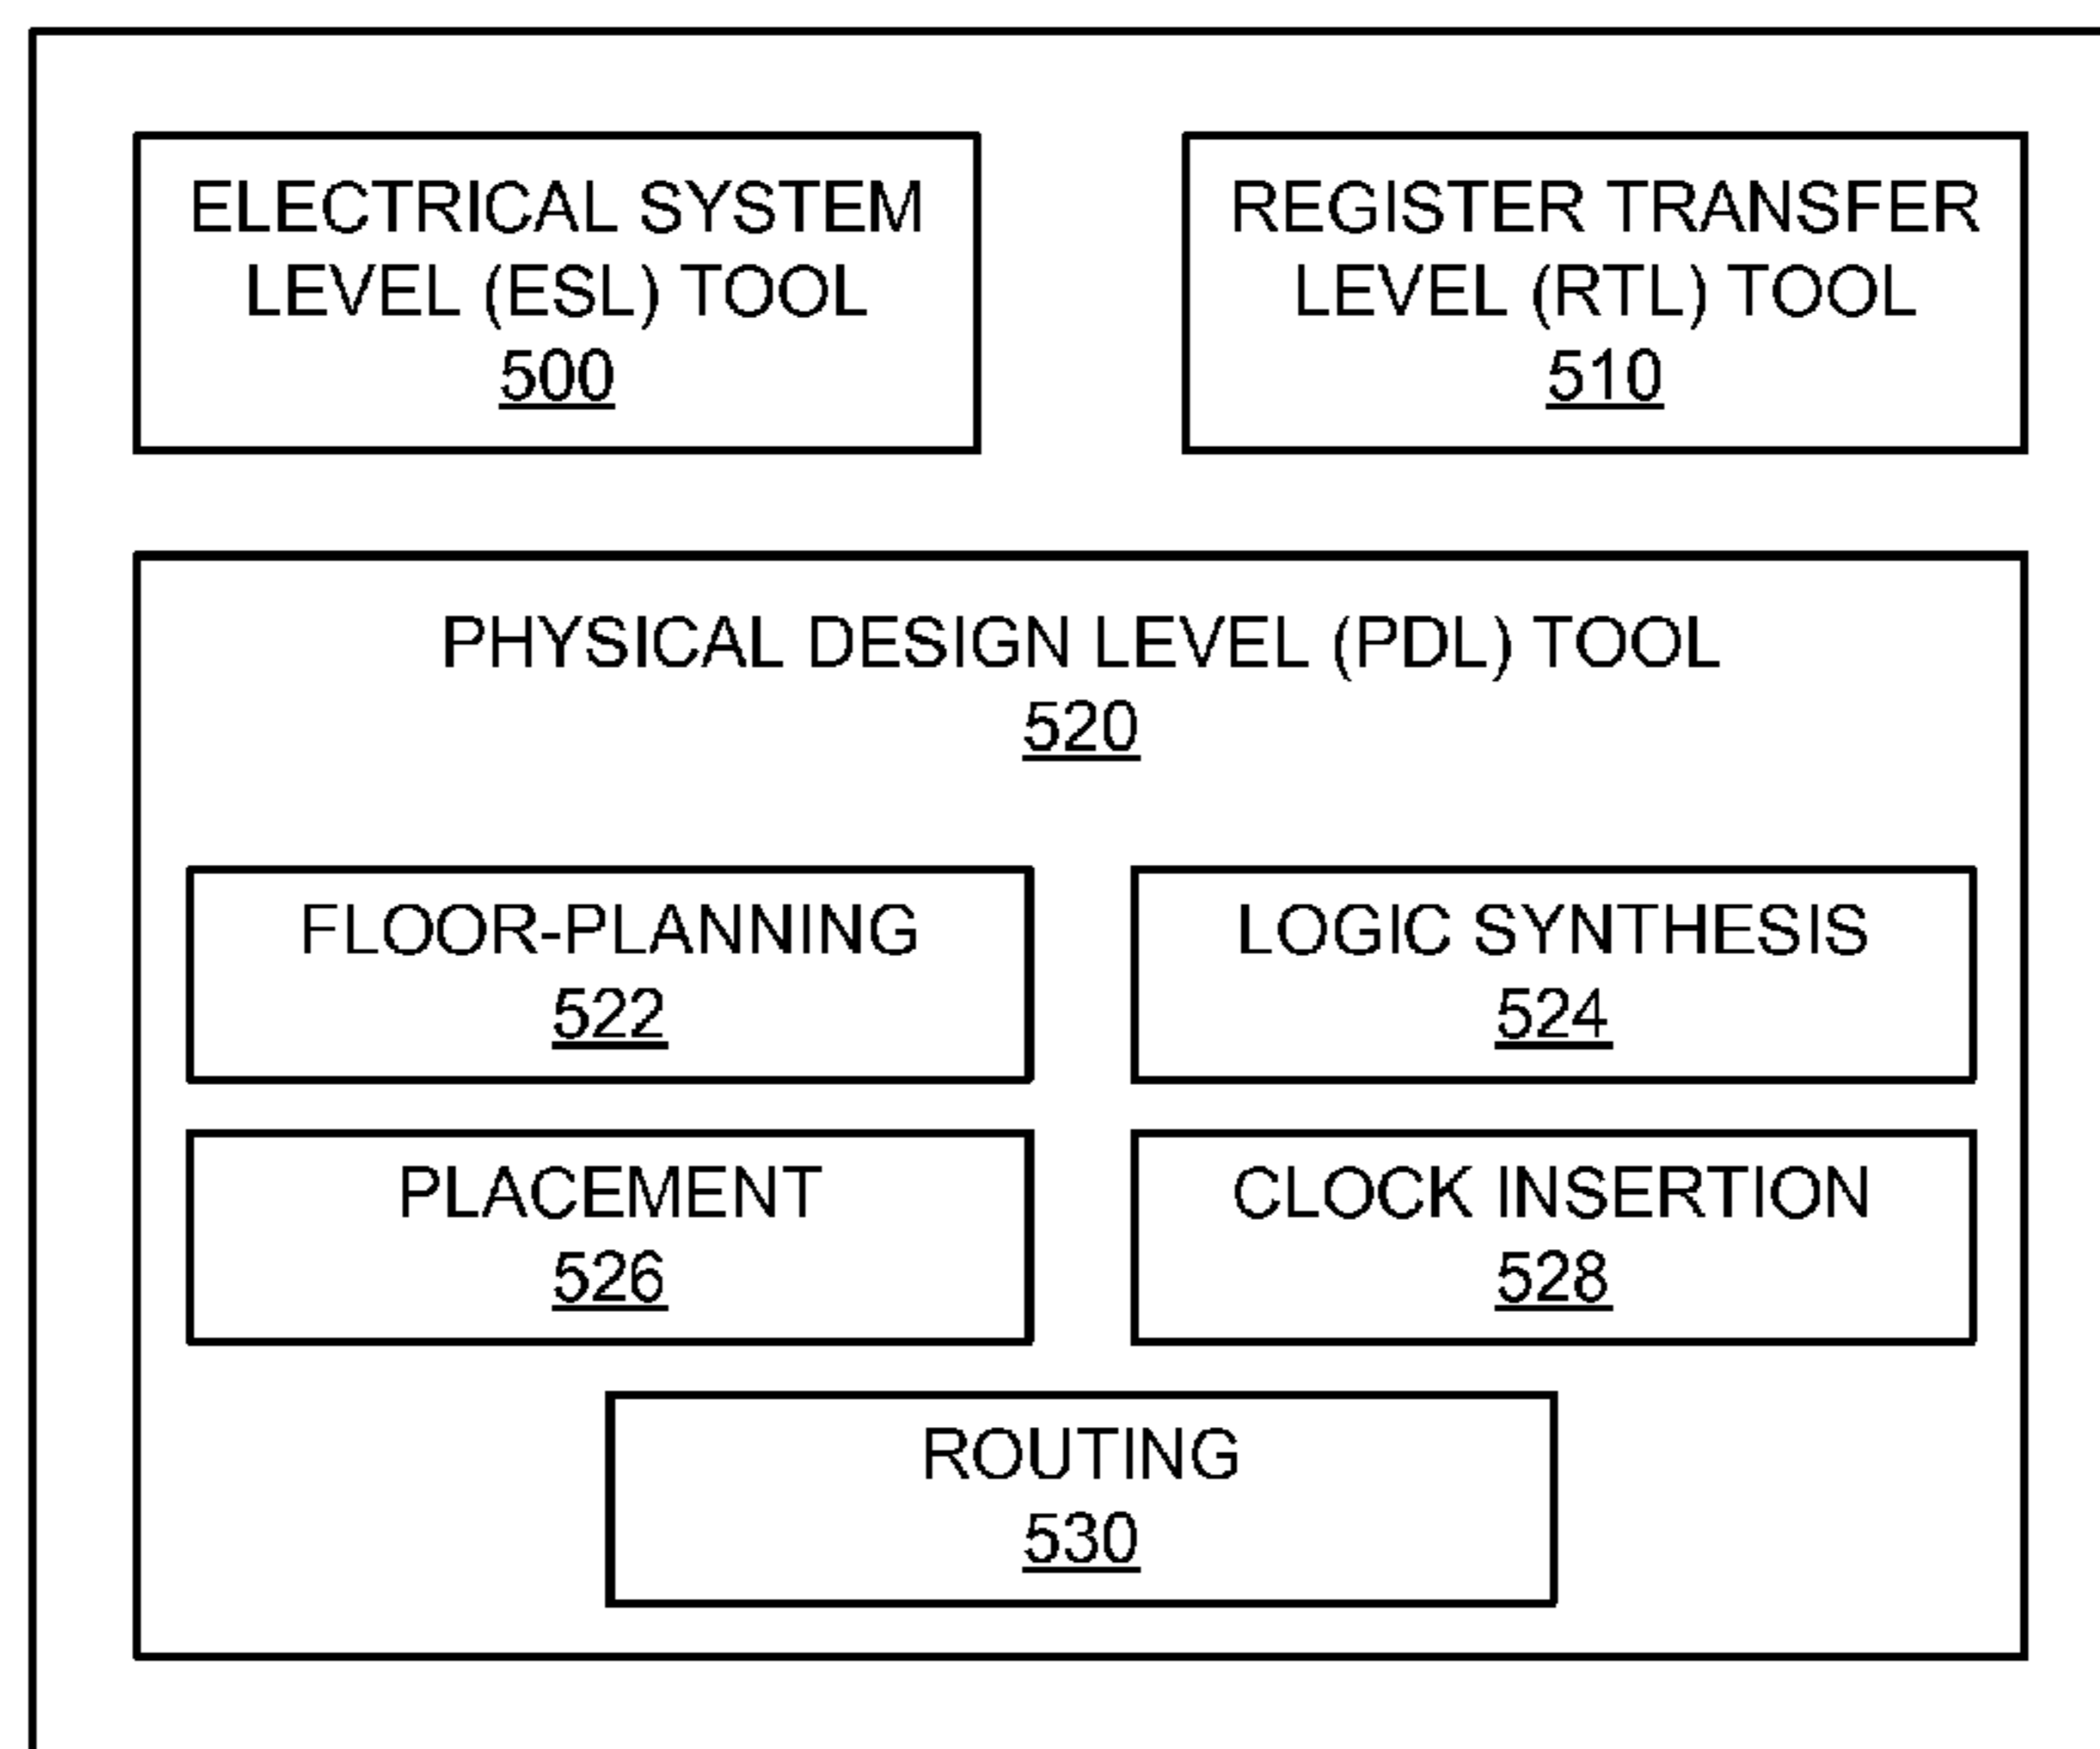 ELECTRICAL SYSTEM
LEVEL (ESL) TOOL
500
REGISTER TRANSFER
LEVEL (RTL) TOOL
510
PHYSICAL DESIGN LEVEL (PDL) TOOL
520
FLOOR-PLANNING
522
LOGIC SYNTHESIS
524
PLACEMENT
526
CLOCK INSERTION
528
ROUTING
530